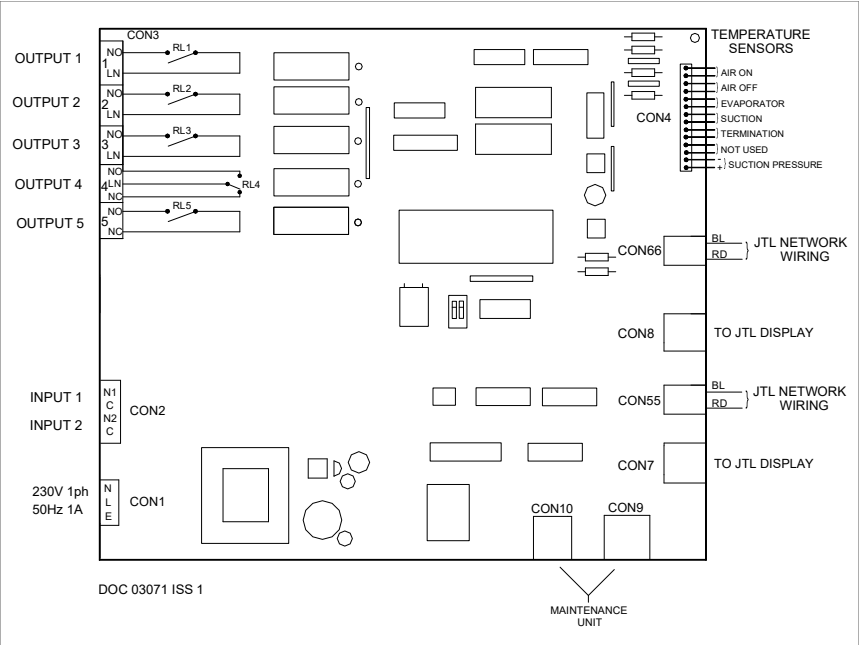 CON3
TEMPERATURE
SENSORS
OUTPUT 1
1
NO
LN
RL1
OUTPUT 2
2
NO
LN
RL2
OUTPUT 3
3
NO
LN
RL3
OUTPUT 4
4
NO
LN
NC
RL4
OUTPUT 5
5
NO
NC
RL5
CON4
AIR ON
AIR OFF
EVAPORATOR
SUCTION
TERMINATION
NOT USED
- + SUCTION PRESSURE
CON66
BL
RD
JTL NETWORK
WIRING
CON8
TO JTL DISPLAY
INPUT 1
INPUT 2
N1
C
N2
C
CON2
CON55
BL
RD
JTL NETWORK
WIRING
CON7
TO JTL DISPLAY
230V 1ph
50Hz 1A
N
L
E
CON1
CON10
CON9
DOC 03071 ISS 1
MAINTENANCE
UNIT